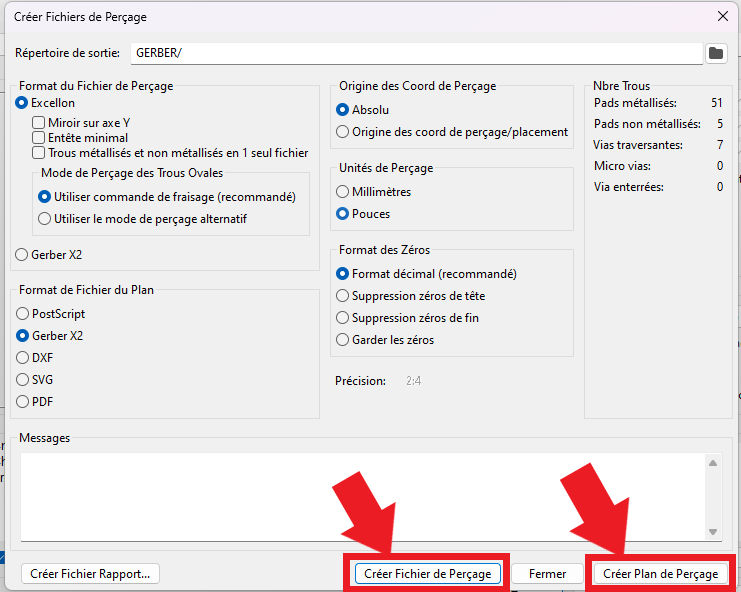 Créer Fichiers de Perçage
Répertoire de sortie: GERBER/
Format du Fichier de Perçage
Excellon
Miroir sur axe Y
Entête minimal
Trous métallisés et non métallisés en 1 seul fichier
Mode de Perçage des Trous Ovales
Utiliser commande de fraisage (recommandé)
Utiliser le mode de perçage alternatif
Gerber X2
Format de Fichier du Plan
PostScript
Gerber X2
DXF
SVG
PDF
Origine des Coord de Perçage
Absolu
Origine des coord de perçage/placement
Unités de Perçage
Millimètres
Pouces
Format des Zéros
Format décimal (recommandé)
Suppression zéros de tête
Suppression zéros de fin
Garder les zéros
Précision: 2:4
Nbre Trous
Pads métallisés: 51
Pads non métallisés: 5
Vias traversantes: 7
Micro vias: 0
Via enterrées: 0
Messages
Créer Fichier Rapport...
Créer Fichier de Perçage
Fermer
Créer Plan de Perçage